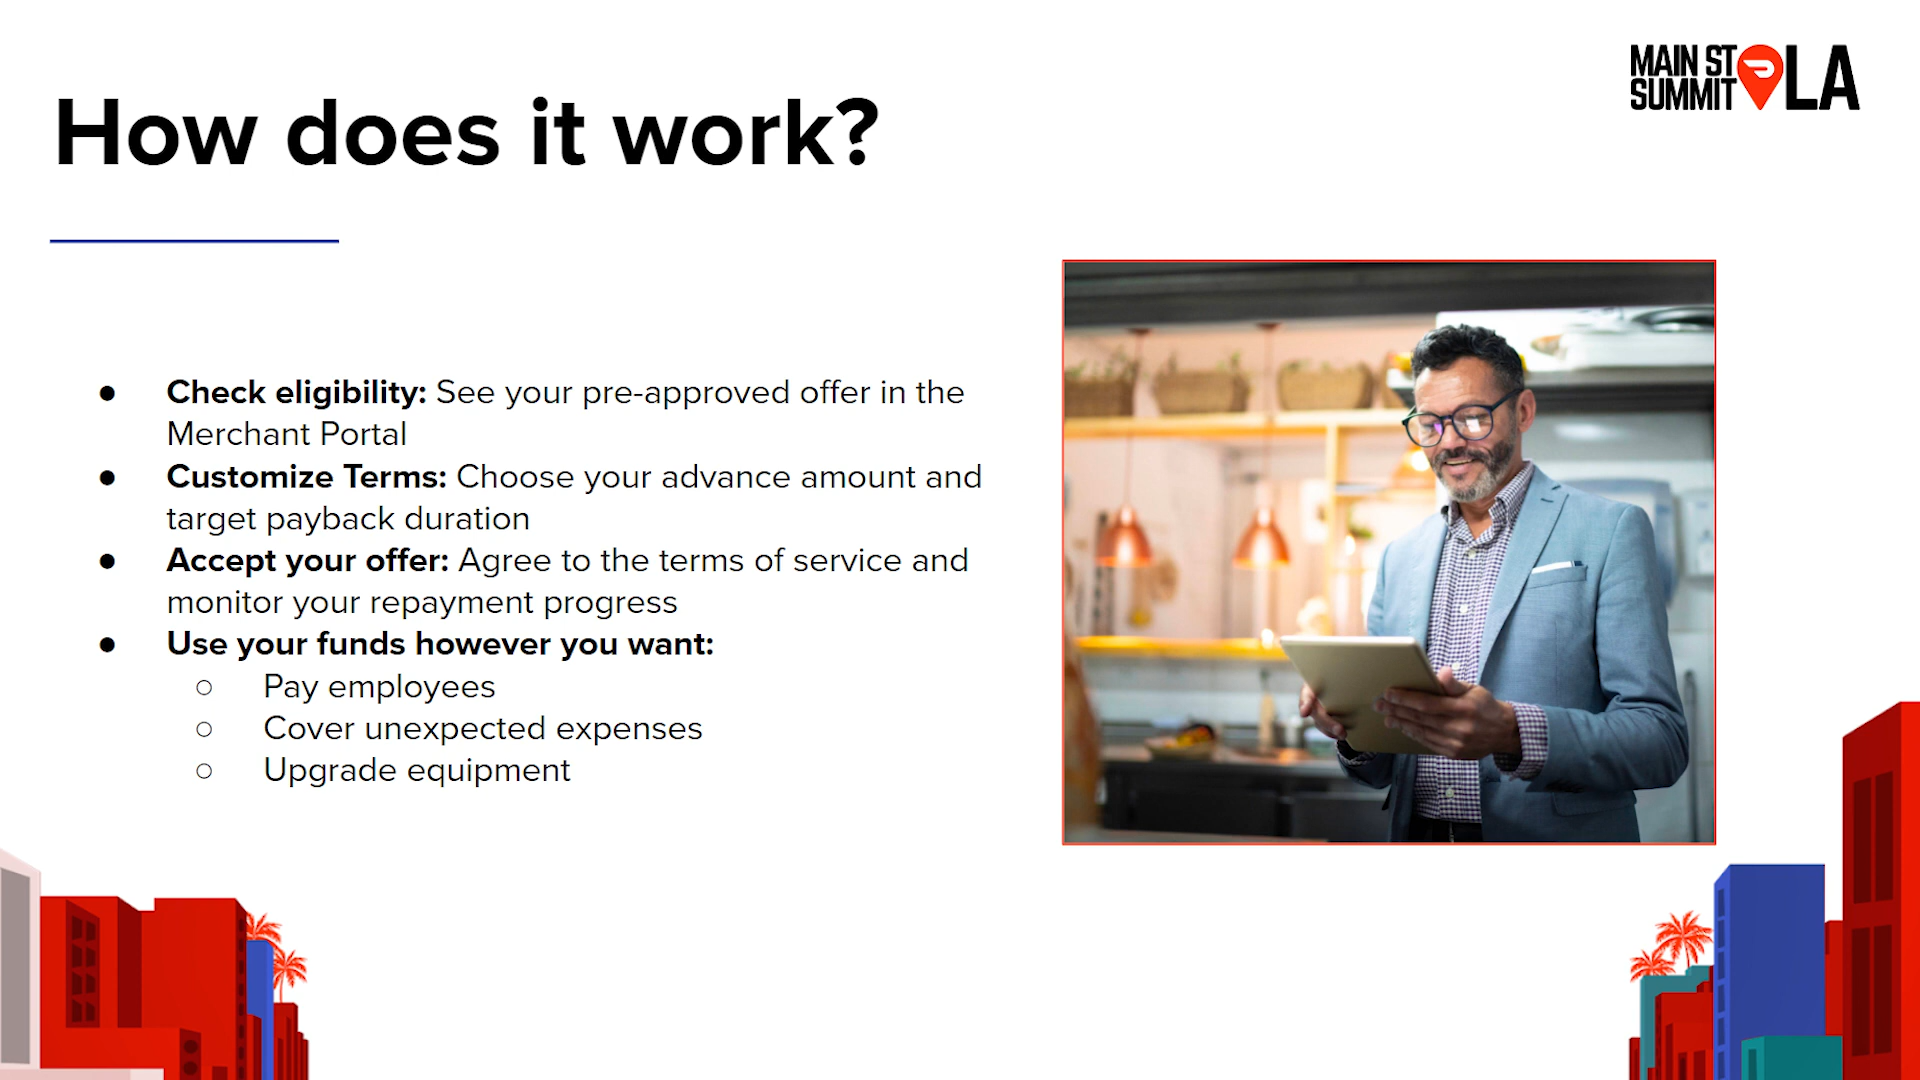 MAIN ST
SUMMIT LA
How does it work?
● Check eligibility: See your pre-approved offer in the
Merchant Portal
● Customize Terms: Choose your advance amount and
target payback duration
● Accept your offer: Agree to the terms of service and
monitor your repayment progress
● Use your funds however you want:
○ Pay employees
○ Cover unexpected expenses
○ Upgrade equipment